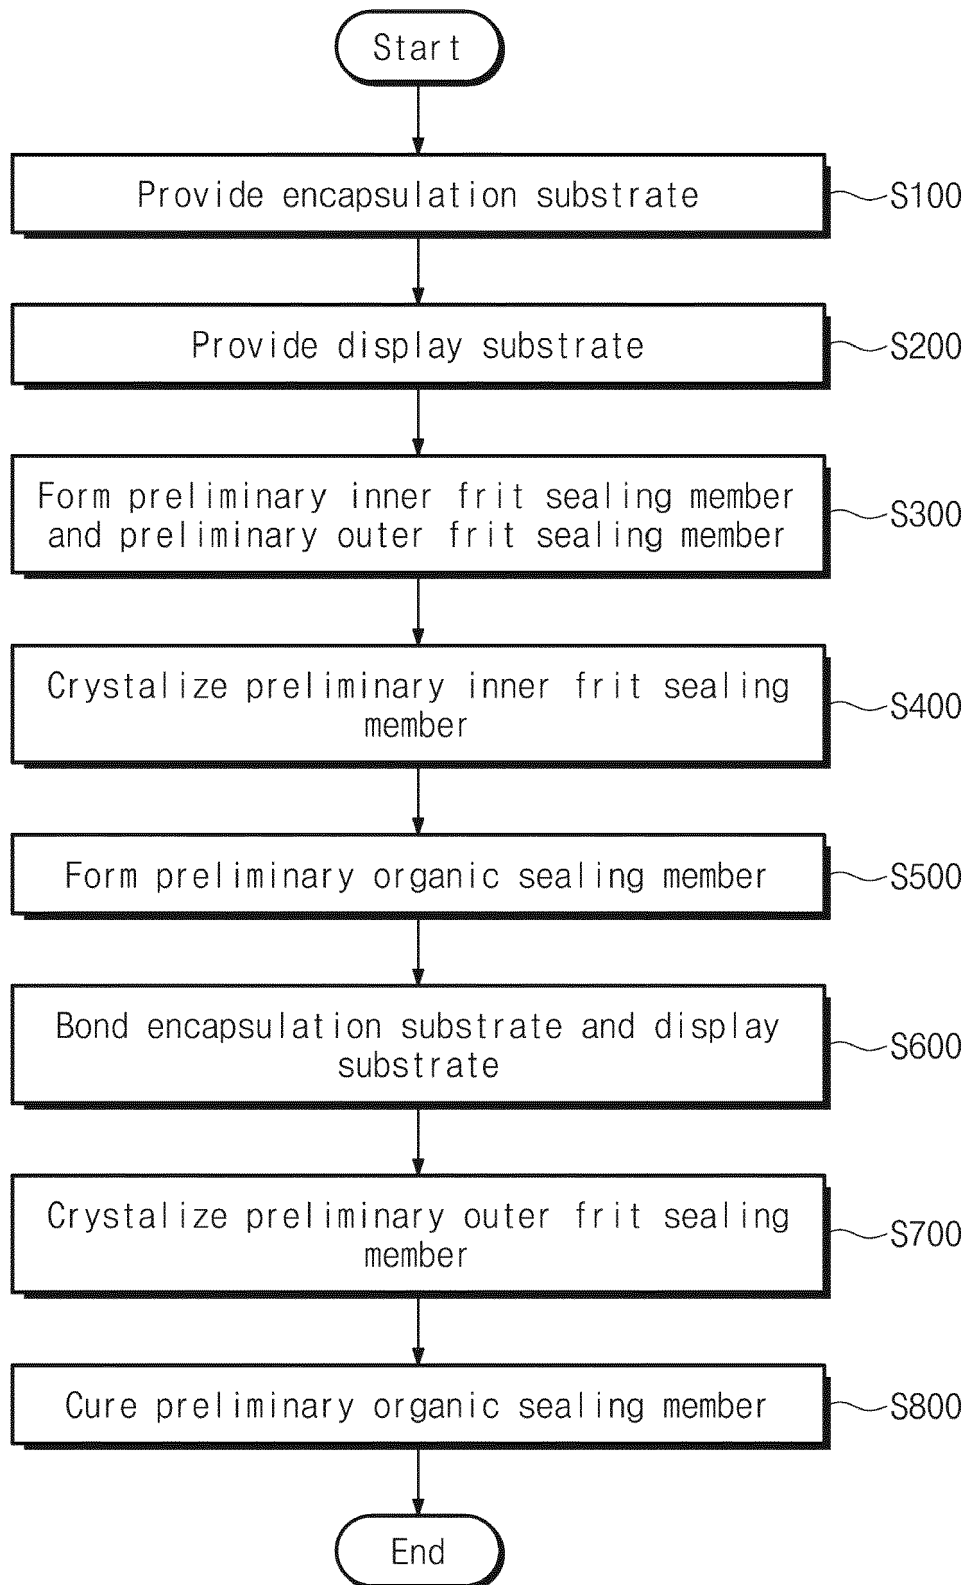 Start
Provide encapsulation substrate
S100
Provide display substrate
S200
Form preliminary inner frit sealing member
and preliminary outer frit sealing member
S300
Crystalize preliminary inner frit sealing
member
S400
Form preliminary organic sealing member
S500
Bond encapsulation substrate and display
substrate
S600
Crystalize preliminary outer frit sealing
member
S700
Cure preliminary organic sealing member
S800
End